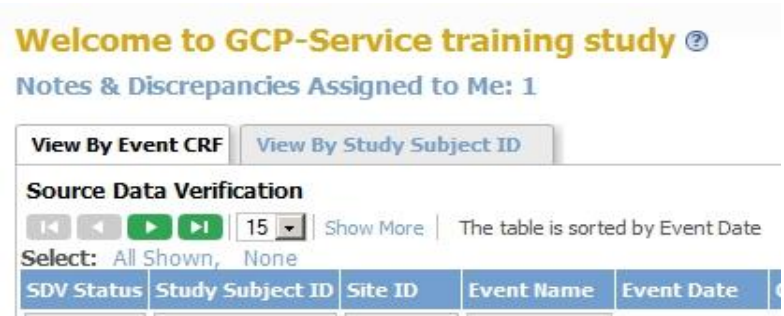 Welcome to GCP-Service training study ?
Notes & Discrepancies Assigned to Me: 1
View By Event CRF View By Study Subject ID
Source Data Verification
15 Show More The table is sorted by Event Date
Select: All Shown, None
SDV Status Study Subject ID Site ID Event Name Event Date